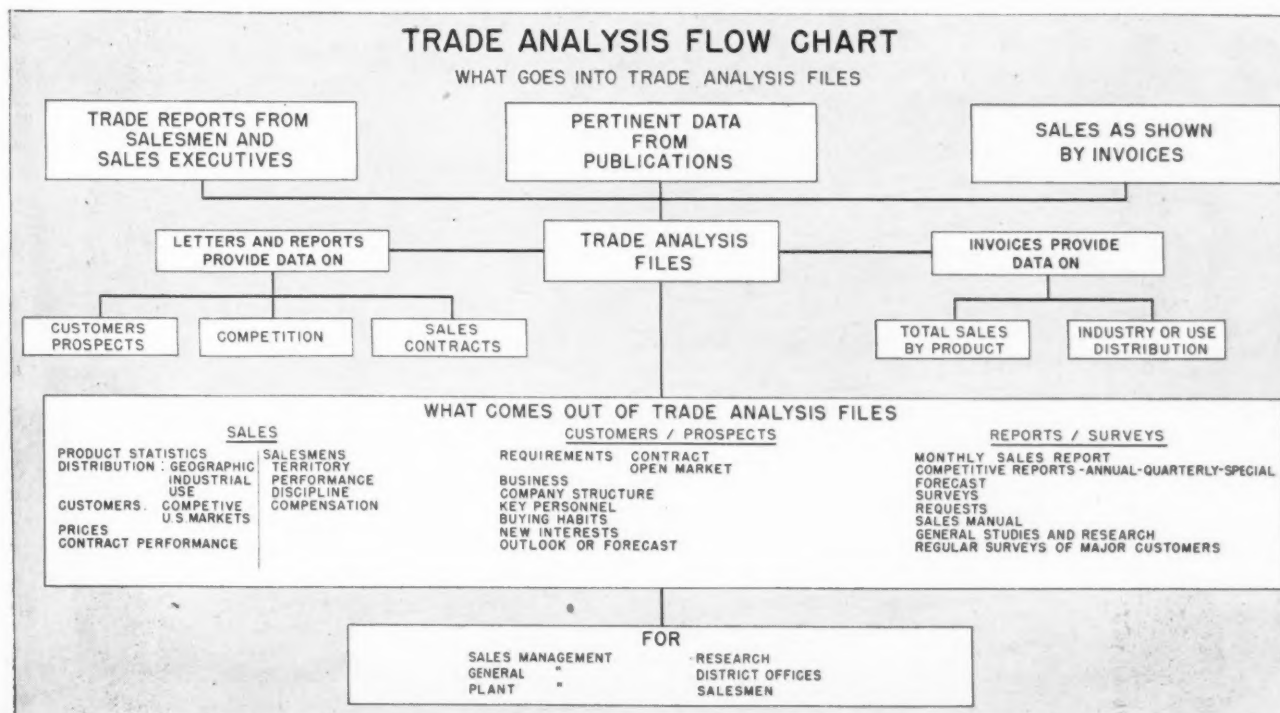 TRADE ANALYSIS FLOW CHART
WHAT GOES INTO TRADE ANALYSIS FILES
TRADE REPORTS FROM
SALESMEN AND
SALES EXECUTIVES
PERTINENT DATA
FROM
PUBLICATIONS
SALES AS SHOWN
BY INVOICES
LETTERS AND REPORTS
PROVIDE DATA ON
TRADE ANALYSIS
FILES
INVOICES PROVIDE
DATA ON
CUSTOMERS
PROSPECTS
COMPETITION
SALES
CONTRACTS
TOTAL SALES
BY PRODUCT
INDUSTRY OR USE
DISTRIBUTION
WHAT COMES OUT OF TRADE ANALYSIS FILES
SALES
PRODUCT STATISTICS
DISTRIBUTION: GEOGRAPHIC
INDUSTRIAL
USE
CUSTOMERS. COMPETIVE
U.S. MARKETS
PRICES
CONTRACT PERFORMANCE
SALESMENS
TERRITORY
PERFORMANCE
DISCIPLINE
COMPENSATION
CUSTOMERS / PROSPECTS
REQUIREMENTS CONTRACT
OPEN MARKET
BUSINESS
COMPANY STRUCTURE
KEY PERSONNEL
BUYING HABITS
NEW INTERESTS
OUTLOOK OR FORECAST
REPORTS / SURVEYS
MONTHLY SALES REPORT
COMPETITIVE REPORTS - ANNUAL-QUARTERLY-SPECIAL
FORECAST
SURVEYS
REQUESTS
SALES MANUAL
GENERAL STUDIES AND RESEARCH
REGULAR SURVEYS OF MAJOR CUSTOMERS
FOR
SALES MANAGEMENT
GENERAL "
PLANT "
RESEARCH
DISTRICT OFFICES
SALESMEN